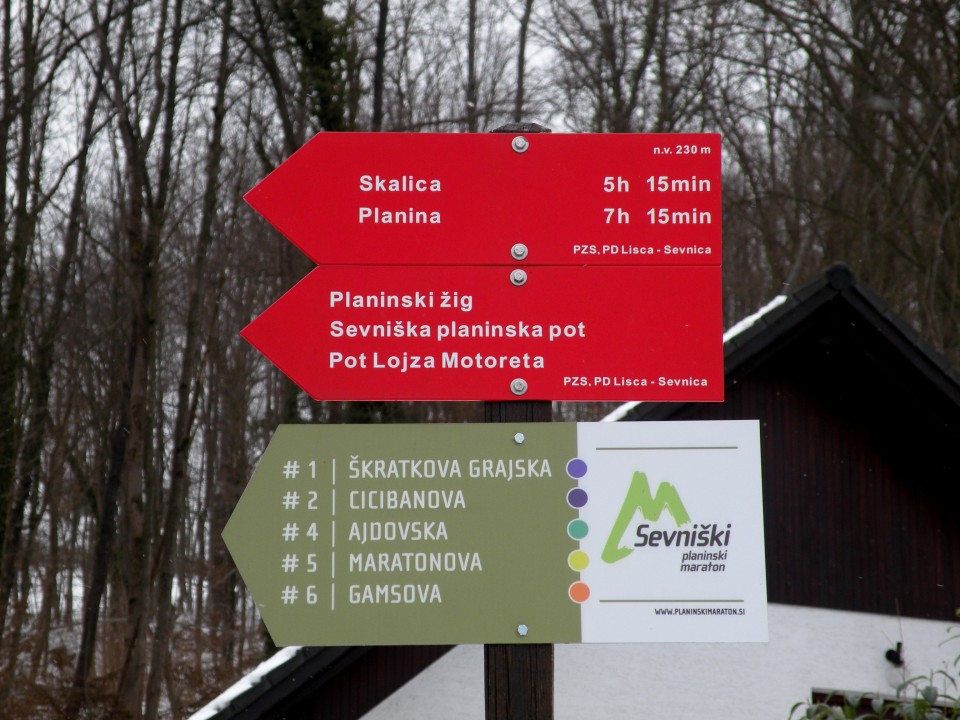 n.v. 230 m
Skalica 5h 15min
Planina 7h 15min
PZS, PD Lisca - Sevnica
Planinski žig
Sevniška planinska pot
Pot Lojza Motoreta
PZS, PD Lisca - Sevnica
# 1 | ŠKRATKOVA GRAJSKA
# 2 | CICIBANOVA
# 4 | AJDOVSKA
# 5 | MARATONOVA
# 6 | GAMSOVA
Sevniški
planinski
maraton
WWW.PLANINSKIMARATON.SI